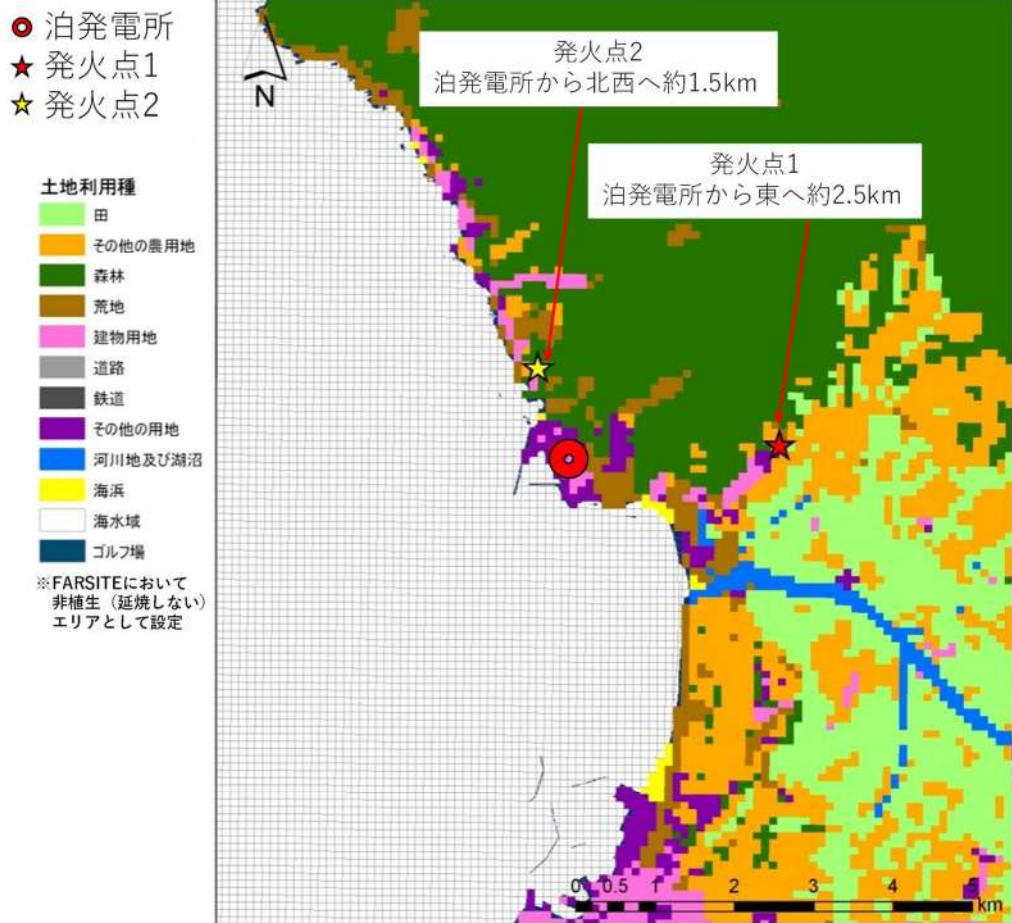 泊発電所
発火点1
発火点2
発火点2
泊発電所から北西へ約1.5km
発火点1
泊発電所から東へ約2.5km
N
土地利用種
田
その他の農用地
森林
荒地
建物用地
道路
鉄道
その他の用地
河川地及び湖沼
海浜
海水域
ゴルフ場
※FARSITEにおいて
非植生（延焼しない）
エリアとして設定
0 0.5 1 2 3 4 5
km